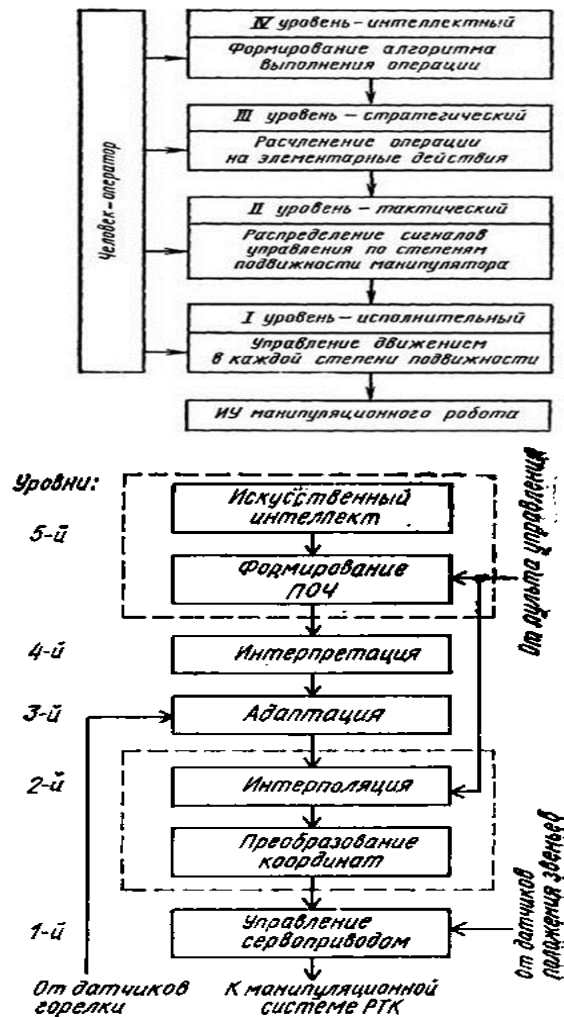 Человек-оператор
IV уровень – интеллектный
Формирование алгоритма
выполнения операции
III уровень – стратегический
Расчленение операции
на элементарные действия
II уровень – тактический
Распределение сигналов
управления по степеням
подвижности манипулятора
I уровень – исполнительный
Управление движением
в каждой степени подвижности
ИУ манипуляционного робота
Уровни:
5-й
Искусственный
интеллект
Формирование
ПОЧ
От пульта управления
4-й
Интерпретация
3-й
Адаптация
2-й
Интерполяция
Преобразование
координат
1-й
Управление
сервоприводом
От датчиков
положения звеньев
От датчиков
горелки
К манипуляционной
системе РТК